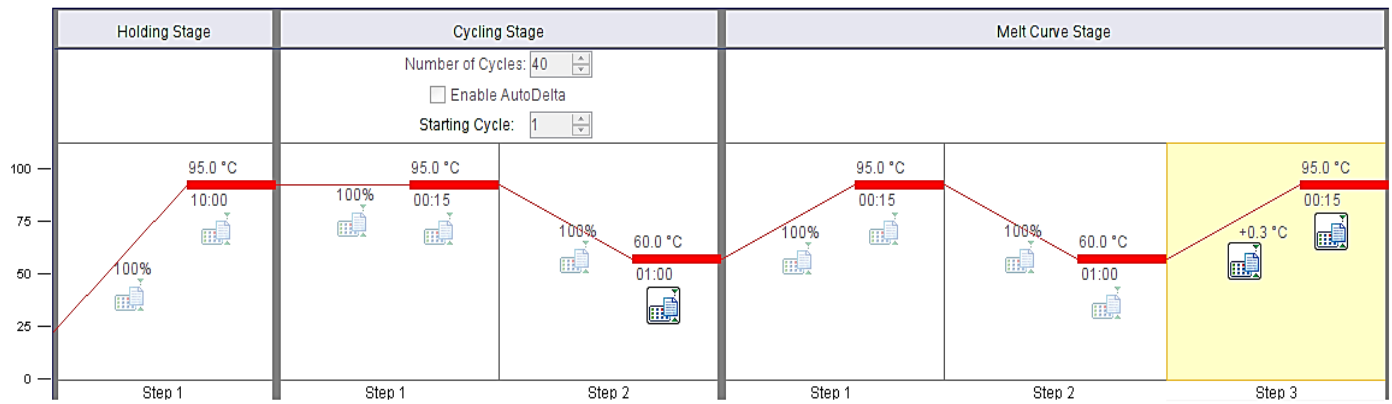 Holding Stage
Cycling Stage
Melt Curve Stage
Number of Cycles: 40
Enable AutoDelta
Starting Cycle: 1
100
75
50
25
0
100%
95.0 °C
10:00
100%
95.0 °C
00:15
100%
60.0 °C
01:00
100%
95.0 °C
00:15
100%
60.0 °C
01:00
+0.3 °C
95.0 °C
00:15
Step 1
Step 1
Step 2
Step 1
Step 2
Step 3